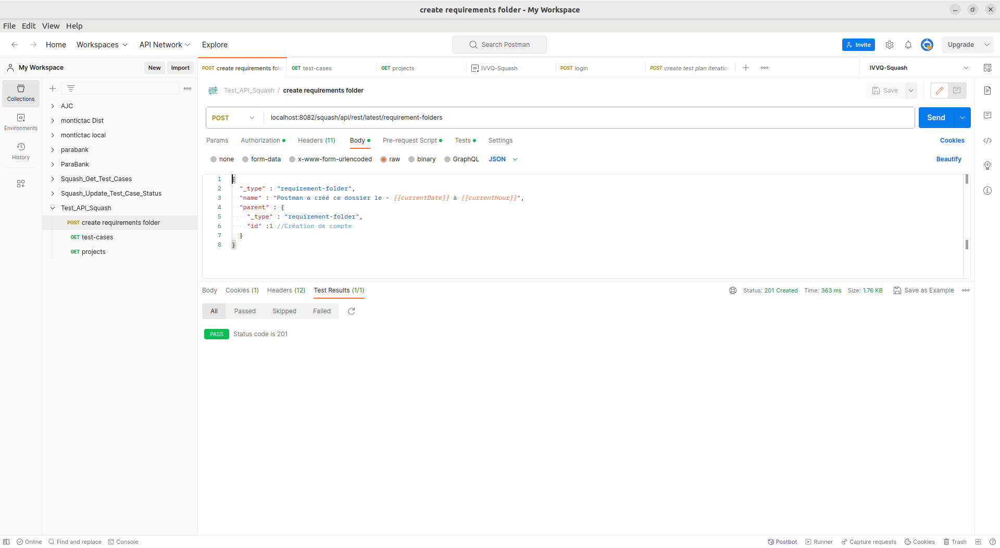 create requirements folder - My Workspace
File Edit View Help
Home Workspaces API Network Explore Search Postman Invite Upgrade
My Workspace New Import
POST create requirements fol GET test-cases GET projects IVVQ-Squash POST login POST create test plan iteration IVVQ-Squash
Collections
Environments
History
AJC
montictac Dist
montictac local
parabank
ParaBank
Squash_Get_Test_Cases
Squash_Update_Test_Case_Status
Test_API_Squash
POST create requirements folder
GET test-cases
GET projects
HTTP Test_API_Squash / create requirements folder Save
POST localhost:8082/squash/api/rest/latest/requirement-folders Send
Params Authorization Headers (11) Body Pre-request Script Tests Settings Cookies
none form-data x-www-form-urlencoded raw binary GraphQL JSON Beautify
1 {
2 "_type" : "requirement-folder",
3 "name" : "Postman a créé ce dossier le - {{currentDate}} à {{currentHour}}",
4 "parent" : {
5 "_type" : "requirement-folder",
6 "id" :1 //Création de compte
7 }
8 }
Body Cookies (1) Headers (12) Test Results (1/1) Status: 201 Created Time: 363 ms Size: 1.76 KB Save as Example
All Passed Skipped Failed
PASS Status code is 201
Online Find and replace Console Postbot Runner Capture requests Cookies Trash